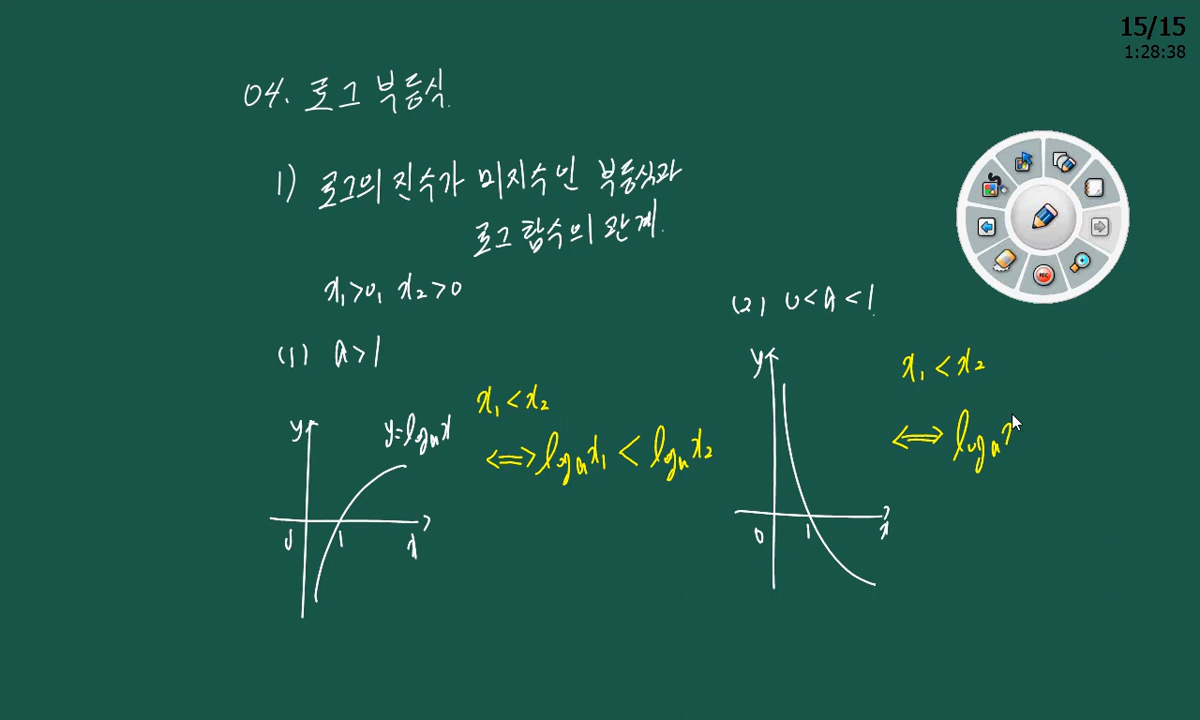 15/15
1:28:38
04. 로그 부등식.
1) 로그의 진수가 미지수인 부등식과
로그 함수의 관계.
x₁>0, x₂>0
(1) a>1
y
y=logₐx
0 1 x
x₁<x₂
⟺ logₐx₁ < logₐx₂
(2) 0<a<1.
y
0 1 x
x₁<x₂
⟺ logₐx
REC